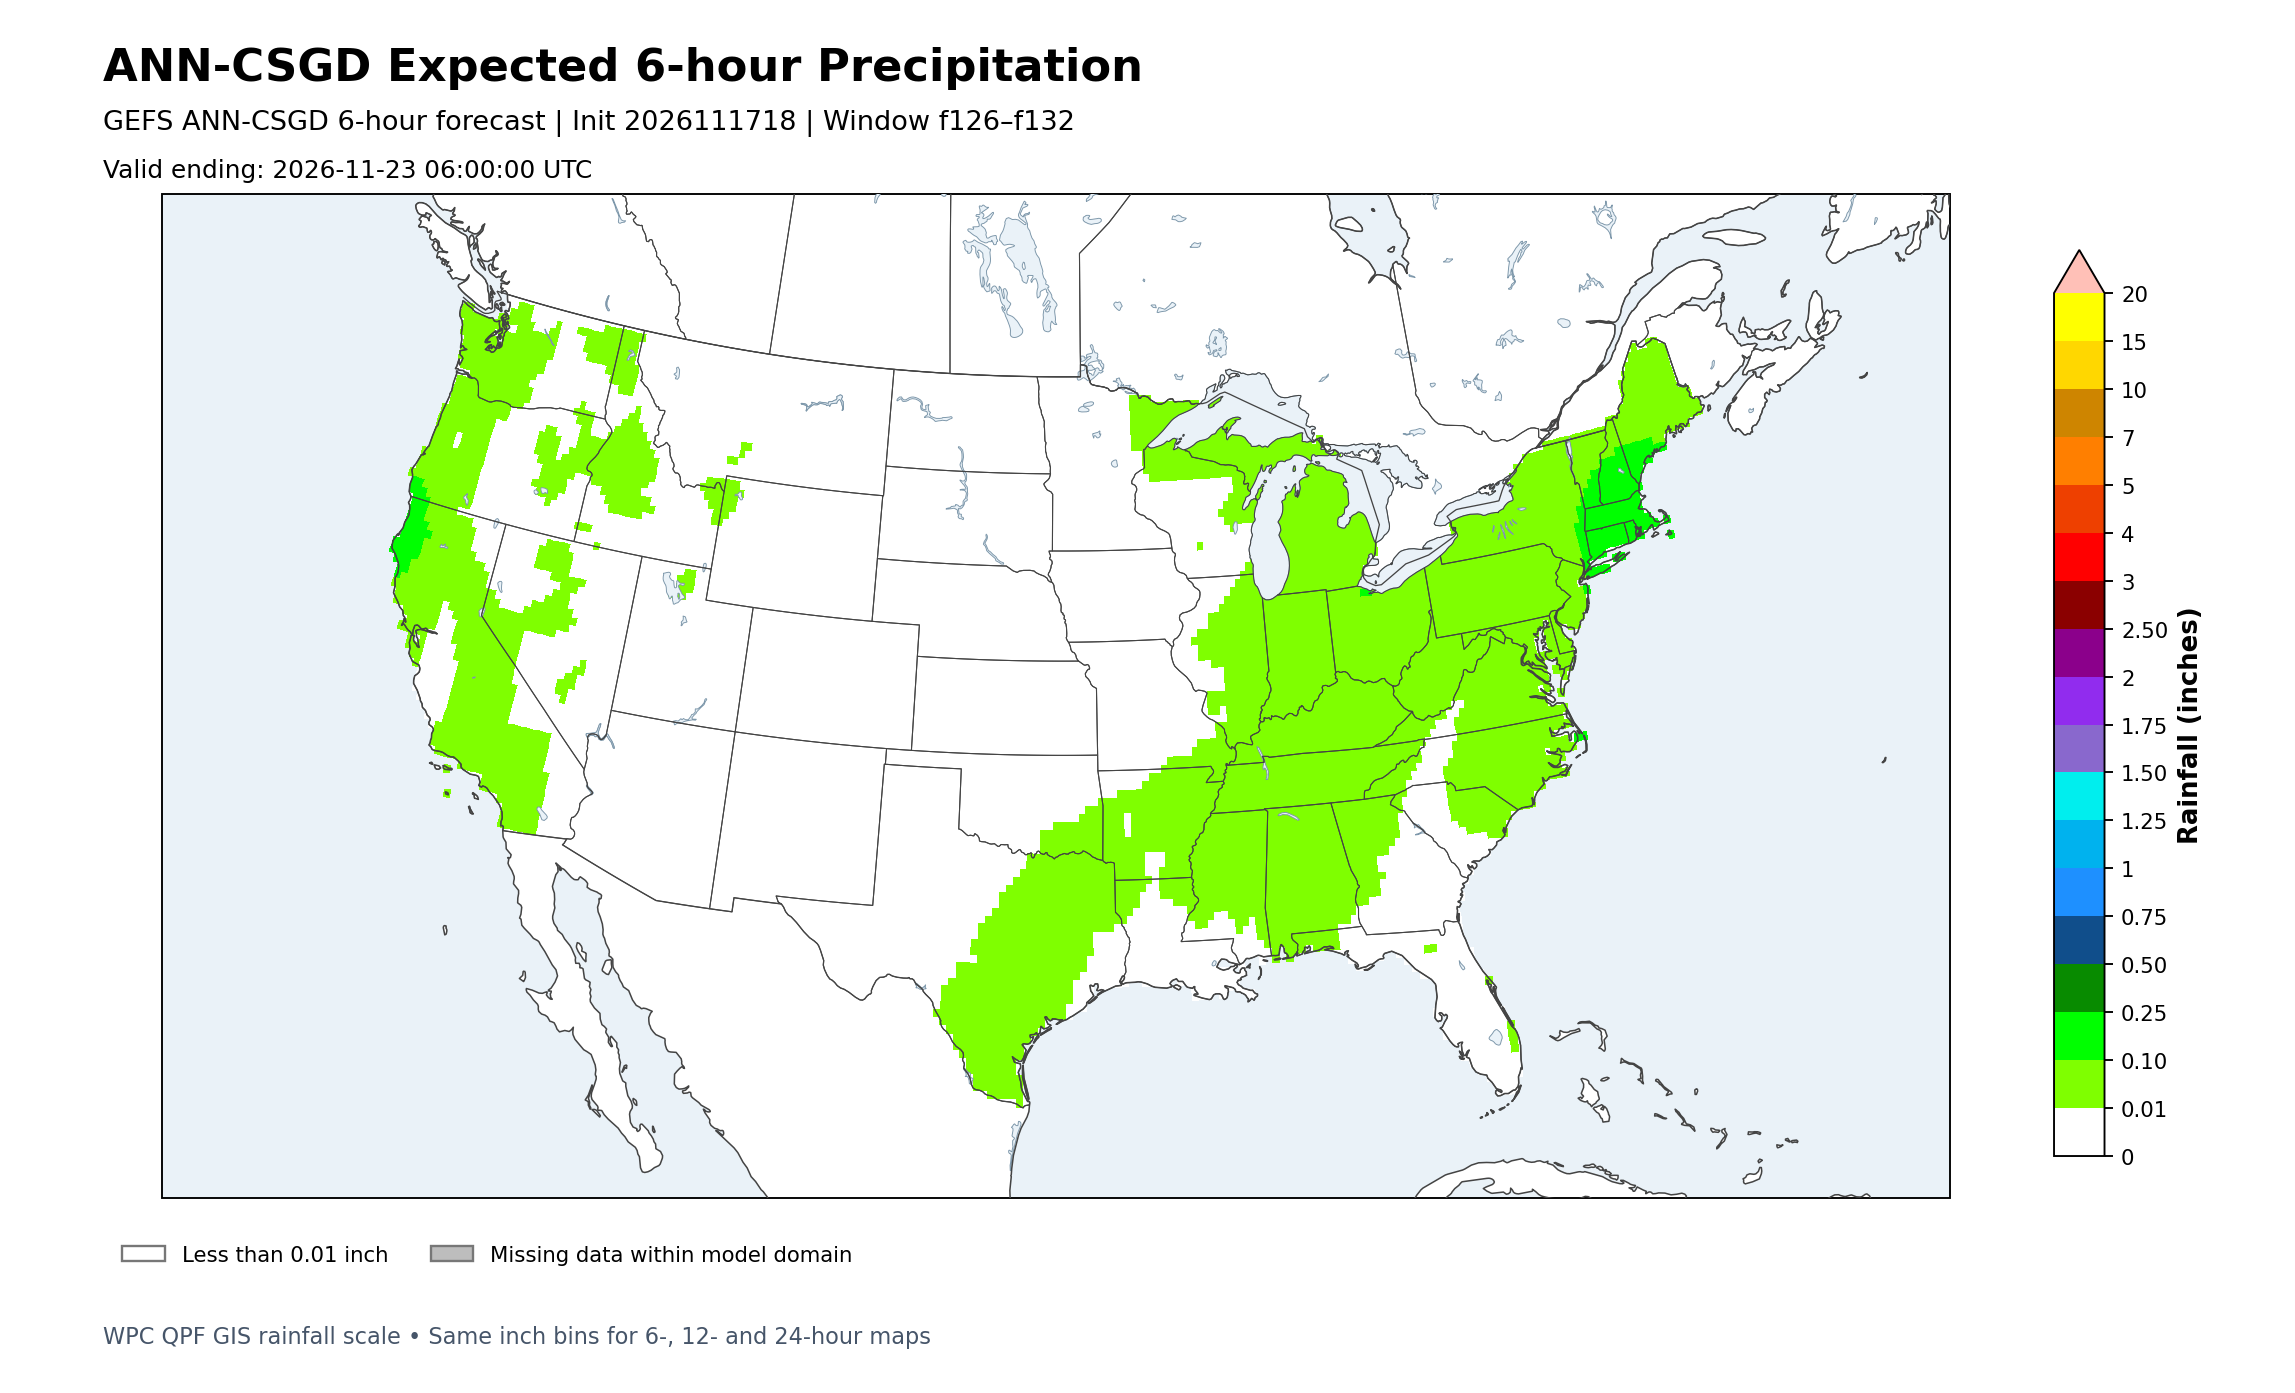 ANN-CSGD Expected 6-hour Precipitation
GEFS ANN-CSGD 6-hour forecast | Init 2026111718 | Window f126–f132
Valid ending: 2026-11-23 06:00:00 UTC
20
15
10
7
5
4
3
2.50
2
1.75
1.50
1.25
1
0.75
0.50
0.25
0.10
0.01
0
Rainfall (inches)
Less than 0.01 inch
Missing data within model domain
WPC QPF GIS rainfall scale • Same inch bins for 6-, 12- and 24-hour maps